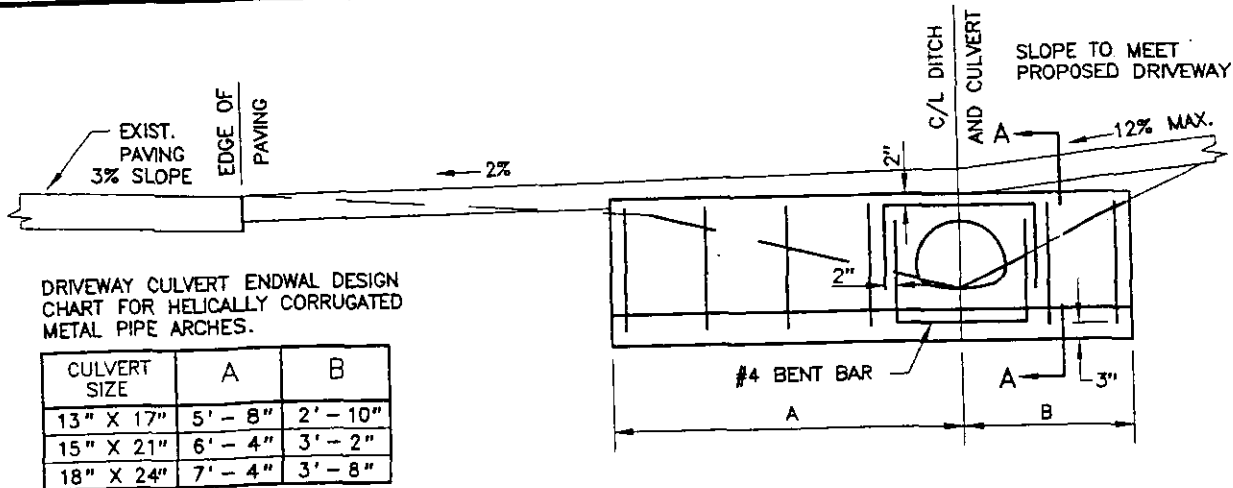 C/L DITCH
AND CULVERT
SLOPE TO MEET
PROPOSED DRIVEWAY
EXIST.
PAVING
3% SLOPE
EDGE OF
PAVING
2%
2"
A
12% MAX.
2"
DRIVEWAY CULVERT ENDWAL DESIGN
CHART FOR HELICALLY CORRUGATED
METAL PIPE ARCHES.
CULVERT SIZE A B
13" X 17" 5' - 8" 2' - 10"
15" X 21" 6' - 4" 3' - 2"
18" X 24" 7' - 4" 3' - 8"
#4 BENT BAR
A
3"
A
B